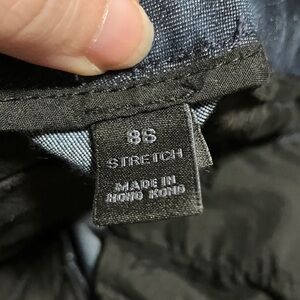 8S
STRETCH
MADE IN
HONG KONG